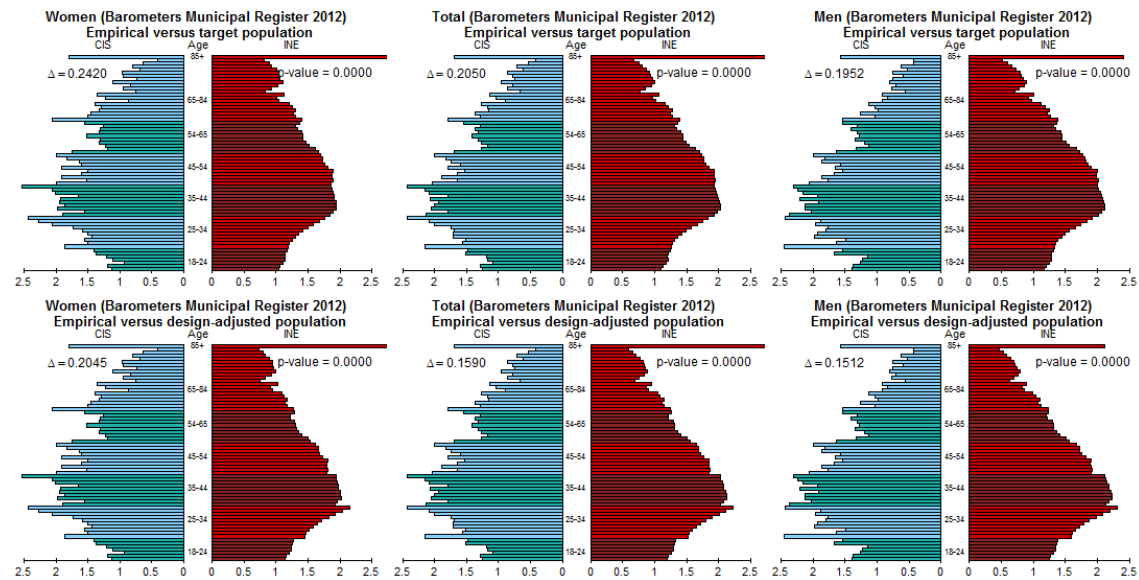 Women (Barometers Municipal Register 2012)
Empirical versus target population
CIS Age INE
Δ = 0.2420 p-value = 0.0000
85+
65-84
54-65
45-54
35-44
25-34
18-24
2.5 2 1.5 1 0.5 0 0 0.5 1 1.5 2 2.5
Total (Barometers Municipal Register 2012)
Empirical versus target population
CIS Age INE
Δ = 0.2050 p-value = 0.0000
85+
65-84
54-65
45-54
35-44
25-34
18-24
2.5 2 1.5 1 0.5 0 0 0.5 1 1.5 2 2.5
Men (Barometers Municipal Register 2012)
Empirical versus target population
CIS Age INE
Δ = 0.1952 p-value = 0.0000
85+
65-84
54-65
45-54
35-44
25-34
18-24
2.5 2 1.5 1 0.5 0 0 0.5 1 1.5 2 2.5
Women (Barometers Municipal Register 2012)
Empirical versus design-adjusted population
CIS Age INE
Δ = 0.2045 p-value = 0.0000
85+
65-84
54-65
45-54
35-44
25-34
18-24
2.5 2 1.5 1 0.5 0 0 0.5 1 1.5 2 2.5
Total (Barometers Municipal Register 2012)
Empirical versus design-adjusted population
CIS Age INE
Δ = 0.1590 p-value = 0.0000
85+
65-84
54-65
45-54
35-44
25-34
18-24
2.5 2 1.5 1 0.5 0 0 0.5 1 1.5 2 2.5
Men (Barometers Municipal Register 2012)
Empirical versus design-adjusted population
CIS Age INE
Δ = 0.1512 p-value = 0.0000
85+
65-84
54-65
45-54
35-44
25-34
18-24
2.5 2 1.5 1 0.5 0 0 0.5 1 1.5 2 2.5